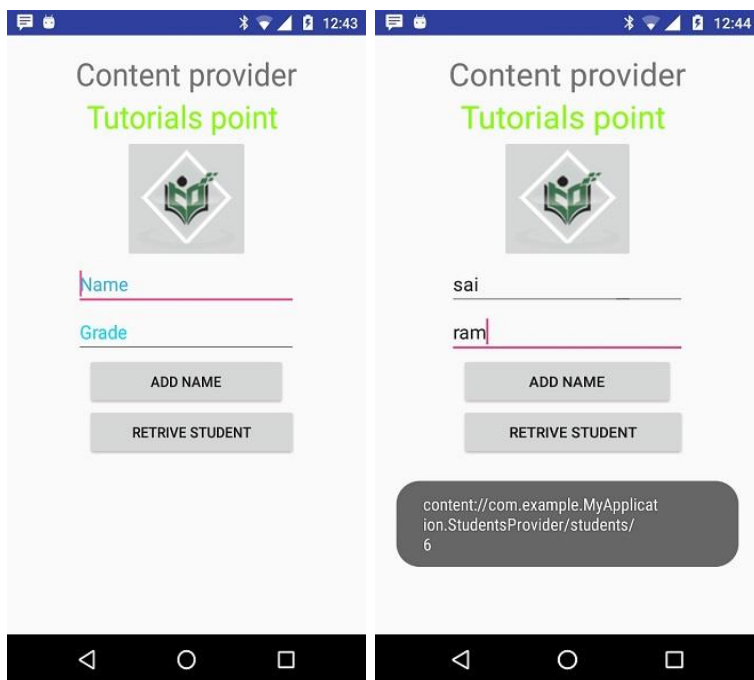 12:43
Content provider
Tutorials point
Name
Grade
ADD NAME
RETRIVE STUDENT
12:44
Content provider
Tutorials point
sai
ram
ADD NAME
RETRIVE STUDENT
content://com.example.MyApplicat
ion.StudentsProvider/students/
6